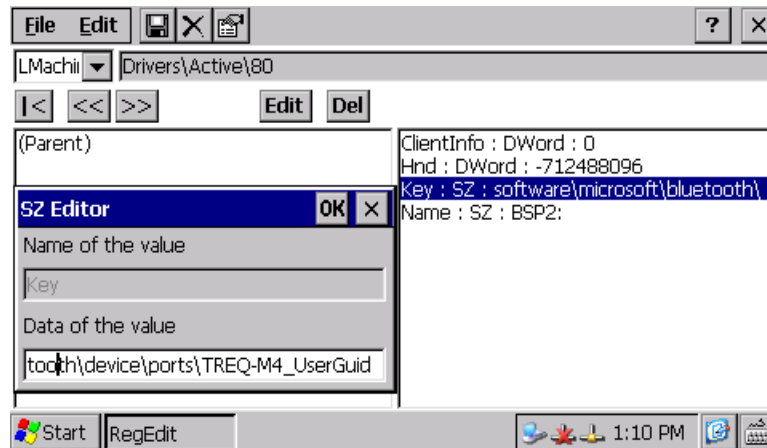 File Edit ? ×
LMachin Drivers\Active\80
|< << >> Edit Del
(Parent)
ClientInfo : DWord : 0
Hnd : DWord : -712488096
Key : SZ : software\microsoft\bluetooth\
Name : SZ : BSP2:
SZ Editor OK ×
Name of the value
Key
Data of the value
tooth\device\ports\TREQ-M4_UserGuid
Start RegEdit 1:10 PM